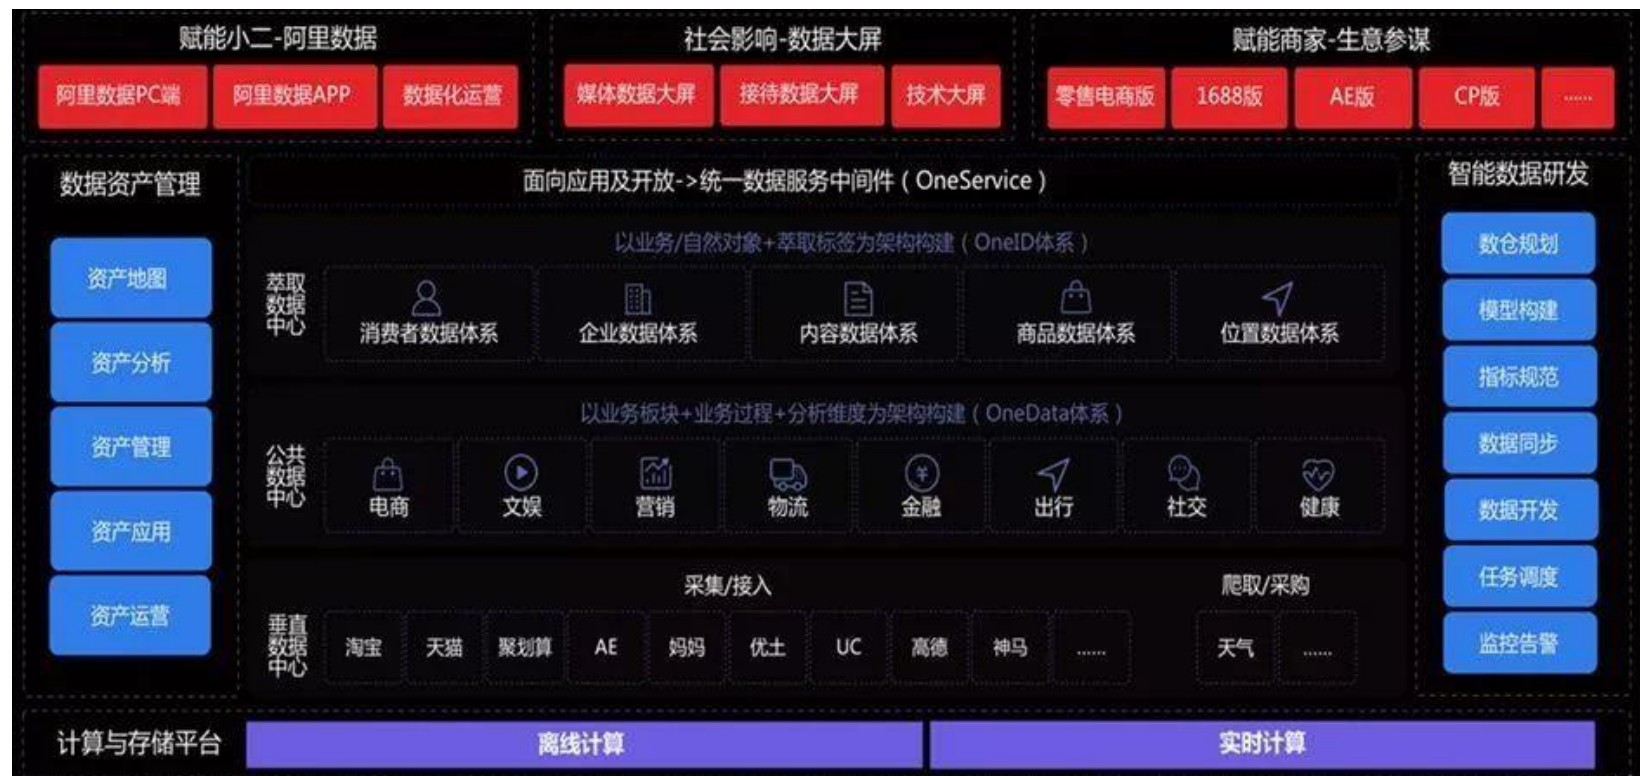 赋能小二-阿里数据
阿里数据PC端
阿里数据APP
数据化运营
社会影响-数据大屏
媒体数据大屏
接待数据大屏
技术大屏
赋能商家-生意参谋
零售电商版
1688版
AE版
CP版
......
数据资产管理
资产地图
资产分析
资产管理
资产应用
资产运营
面向应用及开放->统一数据服务中间件(OneService)
以业务/自然对象+萃取标签为架构构建(OneID体系)
萃取
数据
中心
消费者数据体系
企业数据体系
内容数据体系
商品数据体系
位置数据体系
以业务板块+业务过程+分析维度为架构构建(OneData体系)
公共
数据
中心
电商
文娱
营销
物流
¥
金融
出行
社交
健康
采集/接入
爬取/采购
垂直
数据
中心
淘宝
天猫
聚划算
AE
妈妈
优土
UC
高德
神马
......
天气
......
智能数据研发
数仓规划
模型构建
指标规范
数据同步
数据开发
任务调度
监控告警
计算与存储平台
离线计算
实时计算